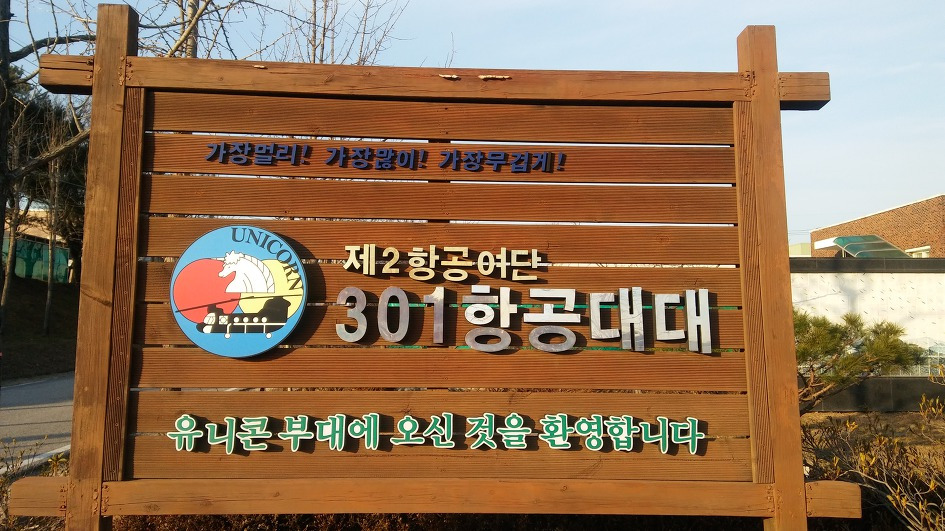 가장멀리! 가장많이! 가장무겁게!
UNICORN
제2항공여단
301항공대대
유니콘 부대에 오신 것을 환영합니다